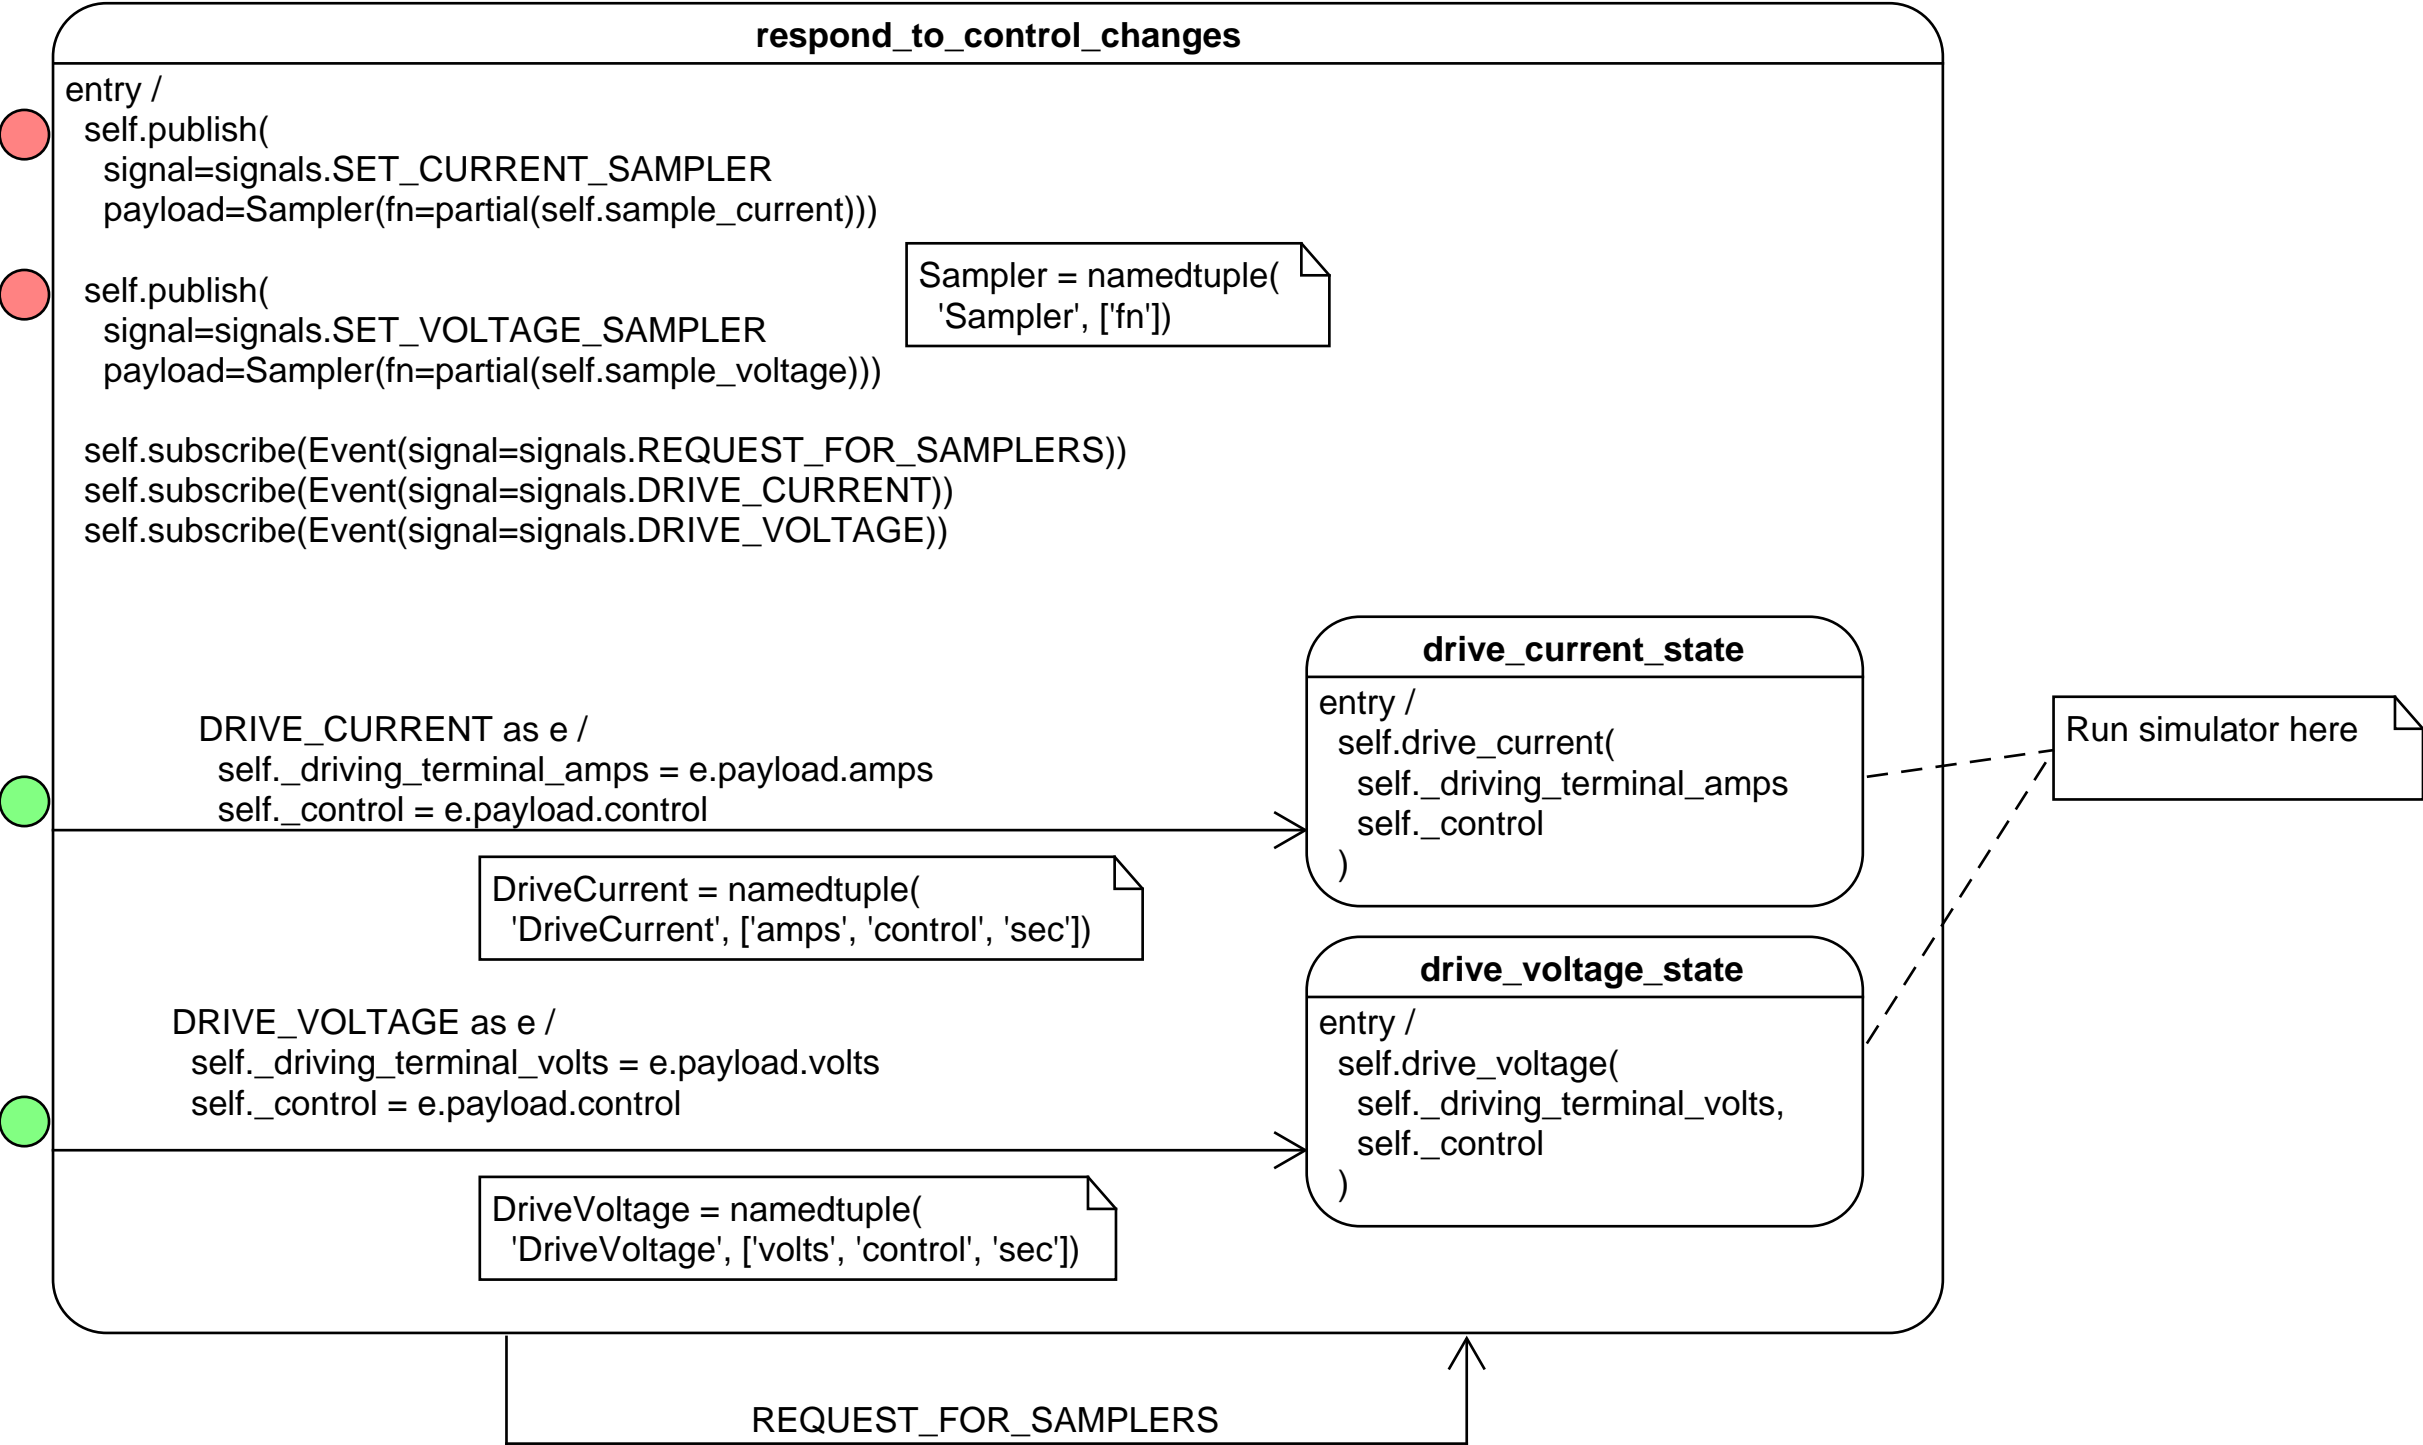 respond_to_control_changes
entry /
self.publish(
signal=signals.SET_CURRENT_SAMPLER
payload=Sampler(fn=partial(self.sample_current)))
self.publish(
signal=signals.SET_VOLTAGE_SAMPLER
payload=Sampler(fn=partial(self.sample_voltage)))
Sampler = namedtuple(
'Sampler', ['fn'])
self.subscribe(Event(signal=signals.REQUEST_FOR_SAMPLERS))
self.subscribe(Event(signal=signals.DRIVE_CURRENT))
self.subscribe(Event(signal=signals.DRIVE_VOLTAGE))
DRIVE_CURRENT as e /
self._driving_terminal_amps = e.payload.amps
self._control = e.payload.control
drive_current_state
entry /
self.drive_current(
self._driving_terminal_amps
self._control
)
Run simulator here
DriveCurrent = namedtuple(
'DriveCurrent', ['amps', 'control', 'sec'])
DRIVE_VOLTAGE as e /
self._driving_terminal_volts = e.payload.volts
self._control = e.payload.control
drive_voltage_state
entry /
self.drive_voltage(
self._driving_terminal_volts,
self._control
)
DriveVoltage = namedtuple(
'DriveVoltage', ['volts', 'control', 'sec'])
REQUEST_FOR_SAMPLERS